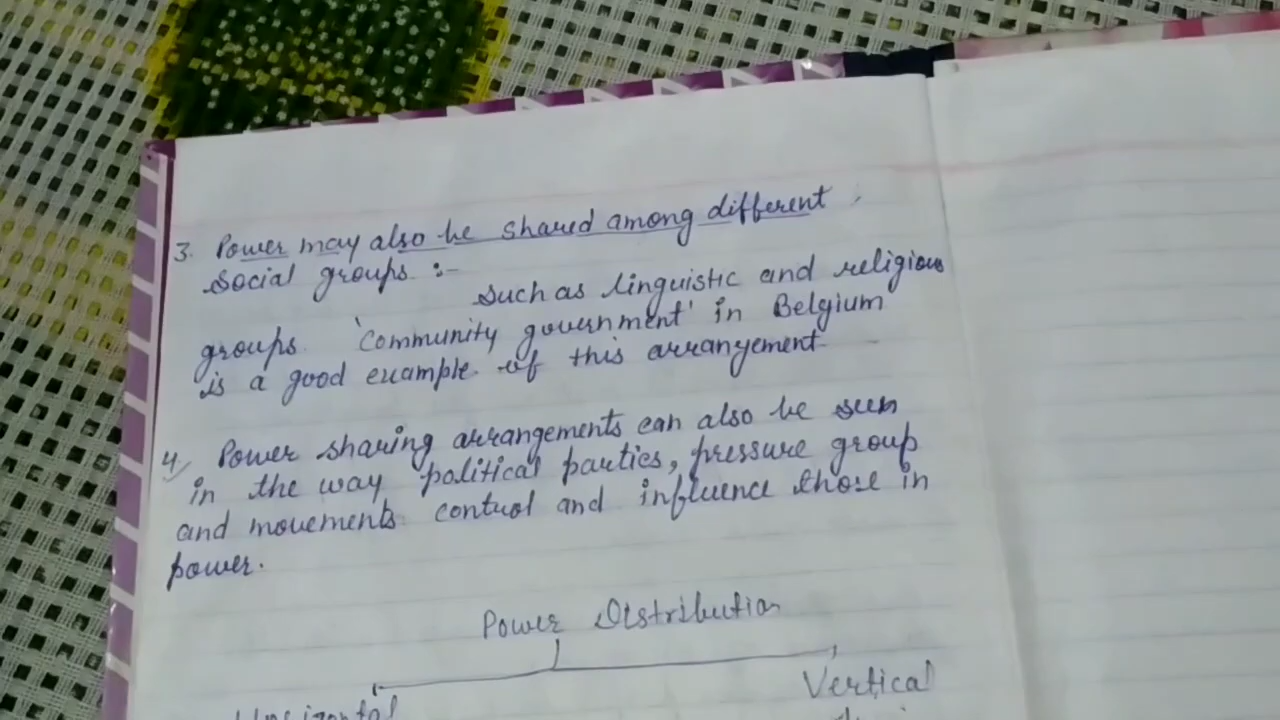 3. Power may also be shared among different
social groups :-
such as linguistic and religious
groups. 'Community government' in Belgium
is a good example of this arrangement
4. Power sharing arrangements can also be seen
in the way political parties, pressure group
and movements control and influence those in
power.
Power Distribution
Horizontal Vertical